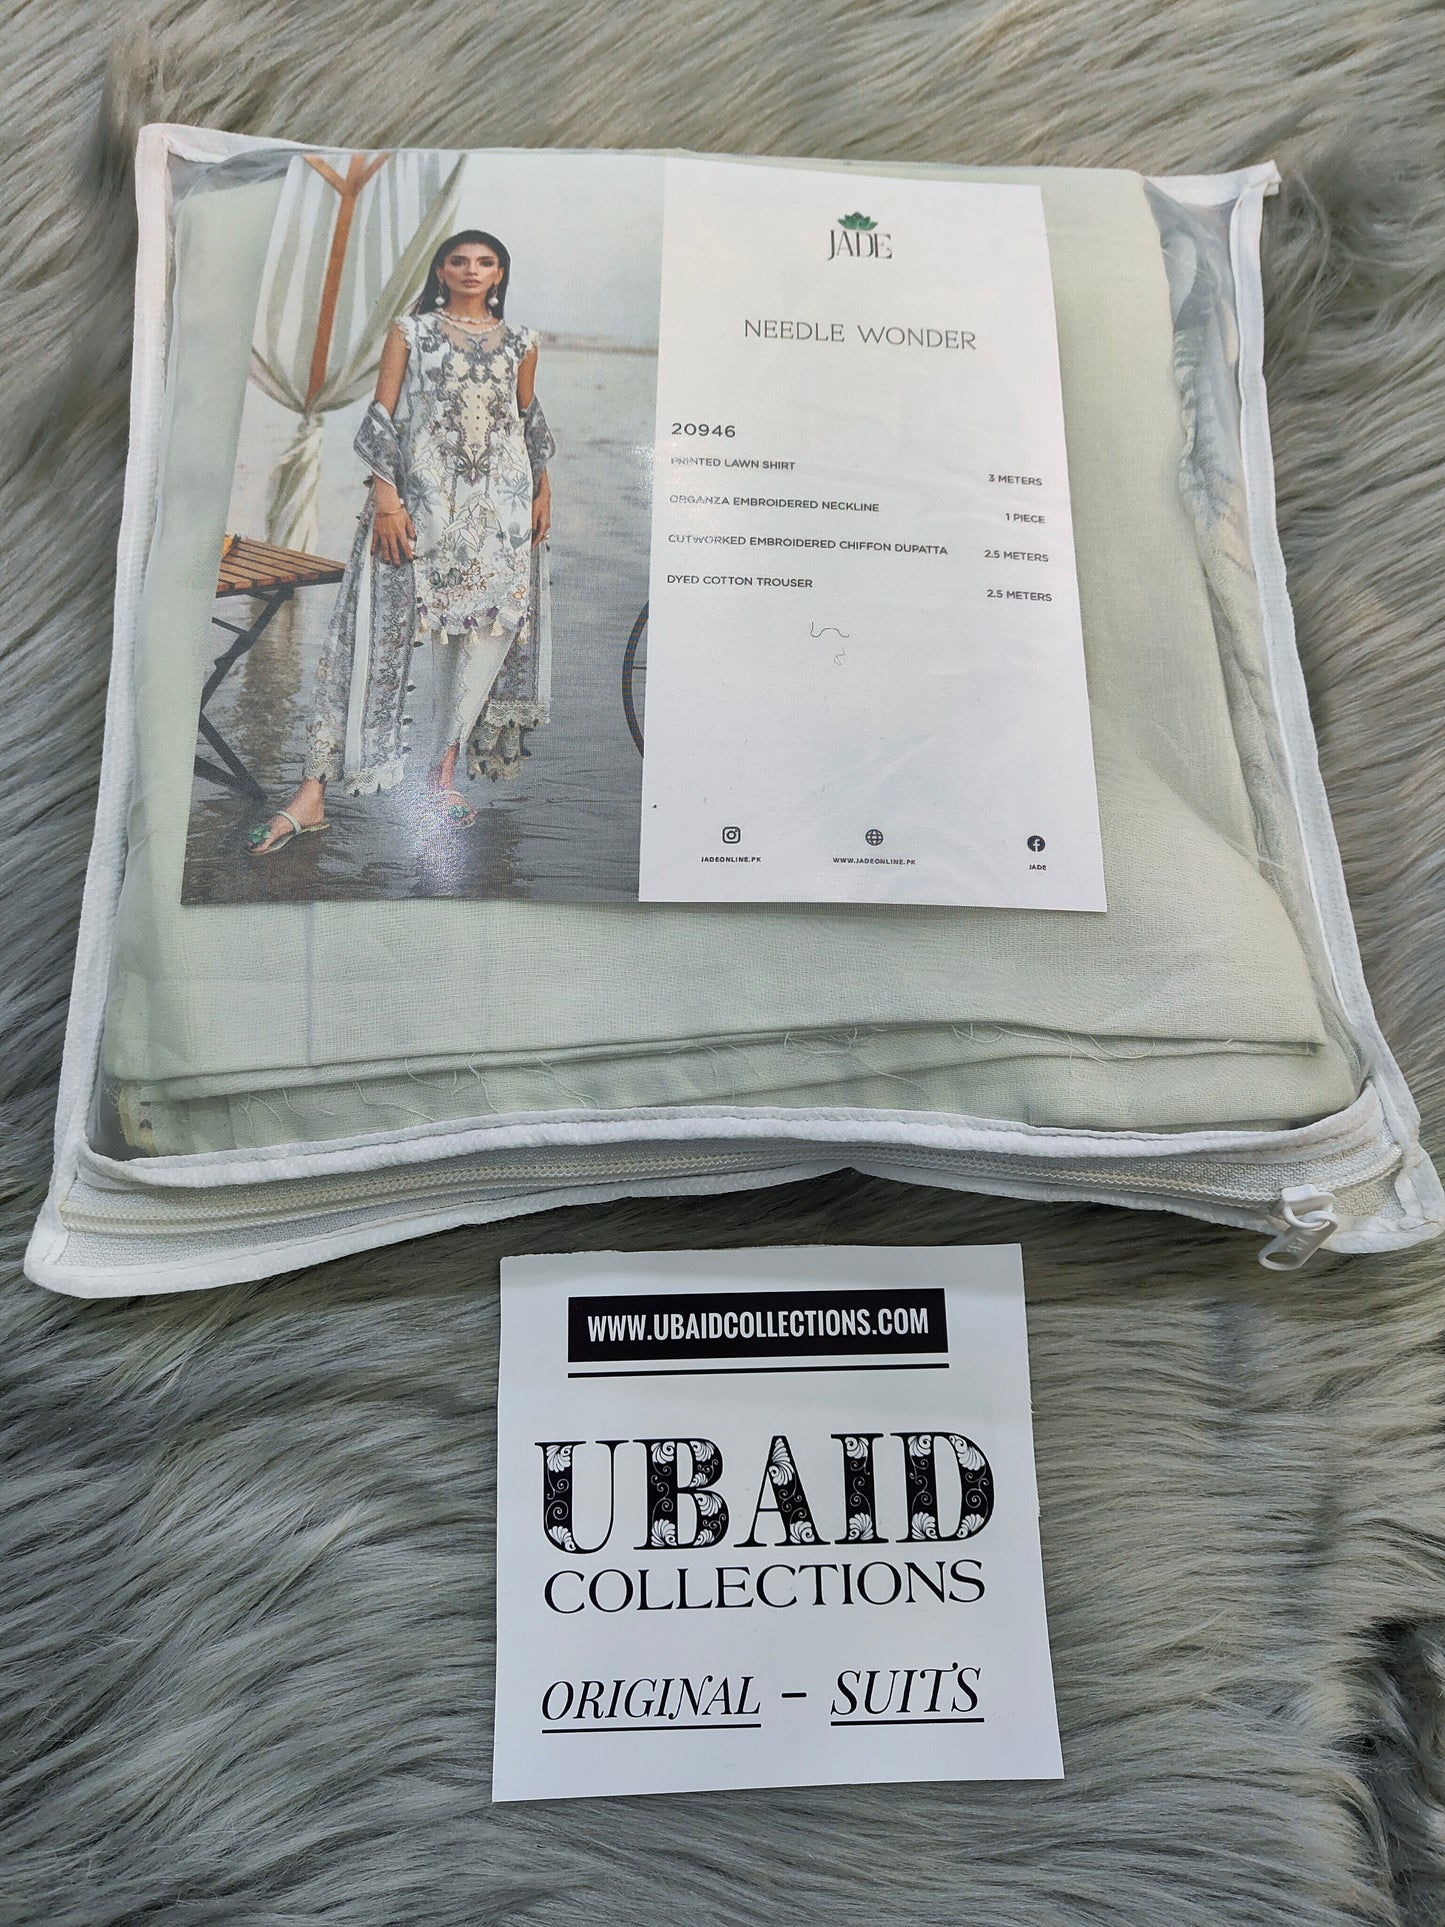 JADE
NEEDLE WONDER
20946
PRINTED LAWN SHIRT 3 METERS
ORGANZA EMBROIDERED NECKLINE 1 PIECE
CUTWORKED EMBROIDERED CHIFFON DUPATTA 2.5 METERS
DYED COTTON TROUSER 2.5 METERS
JADEONLINE.PK WWW.JADEONLINE.PK JADE
WWW.UBAIDCOLLECTIONS.COM
UBAID
COLLECTIONS
ORIGINAL - SUITS